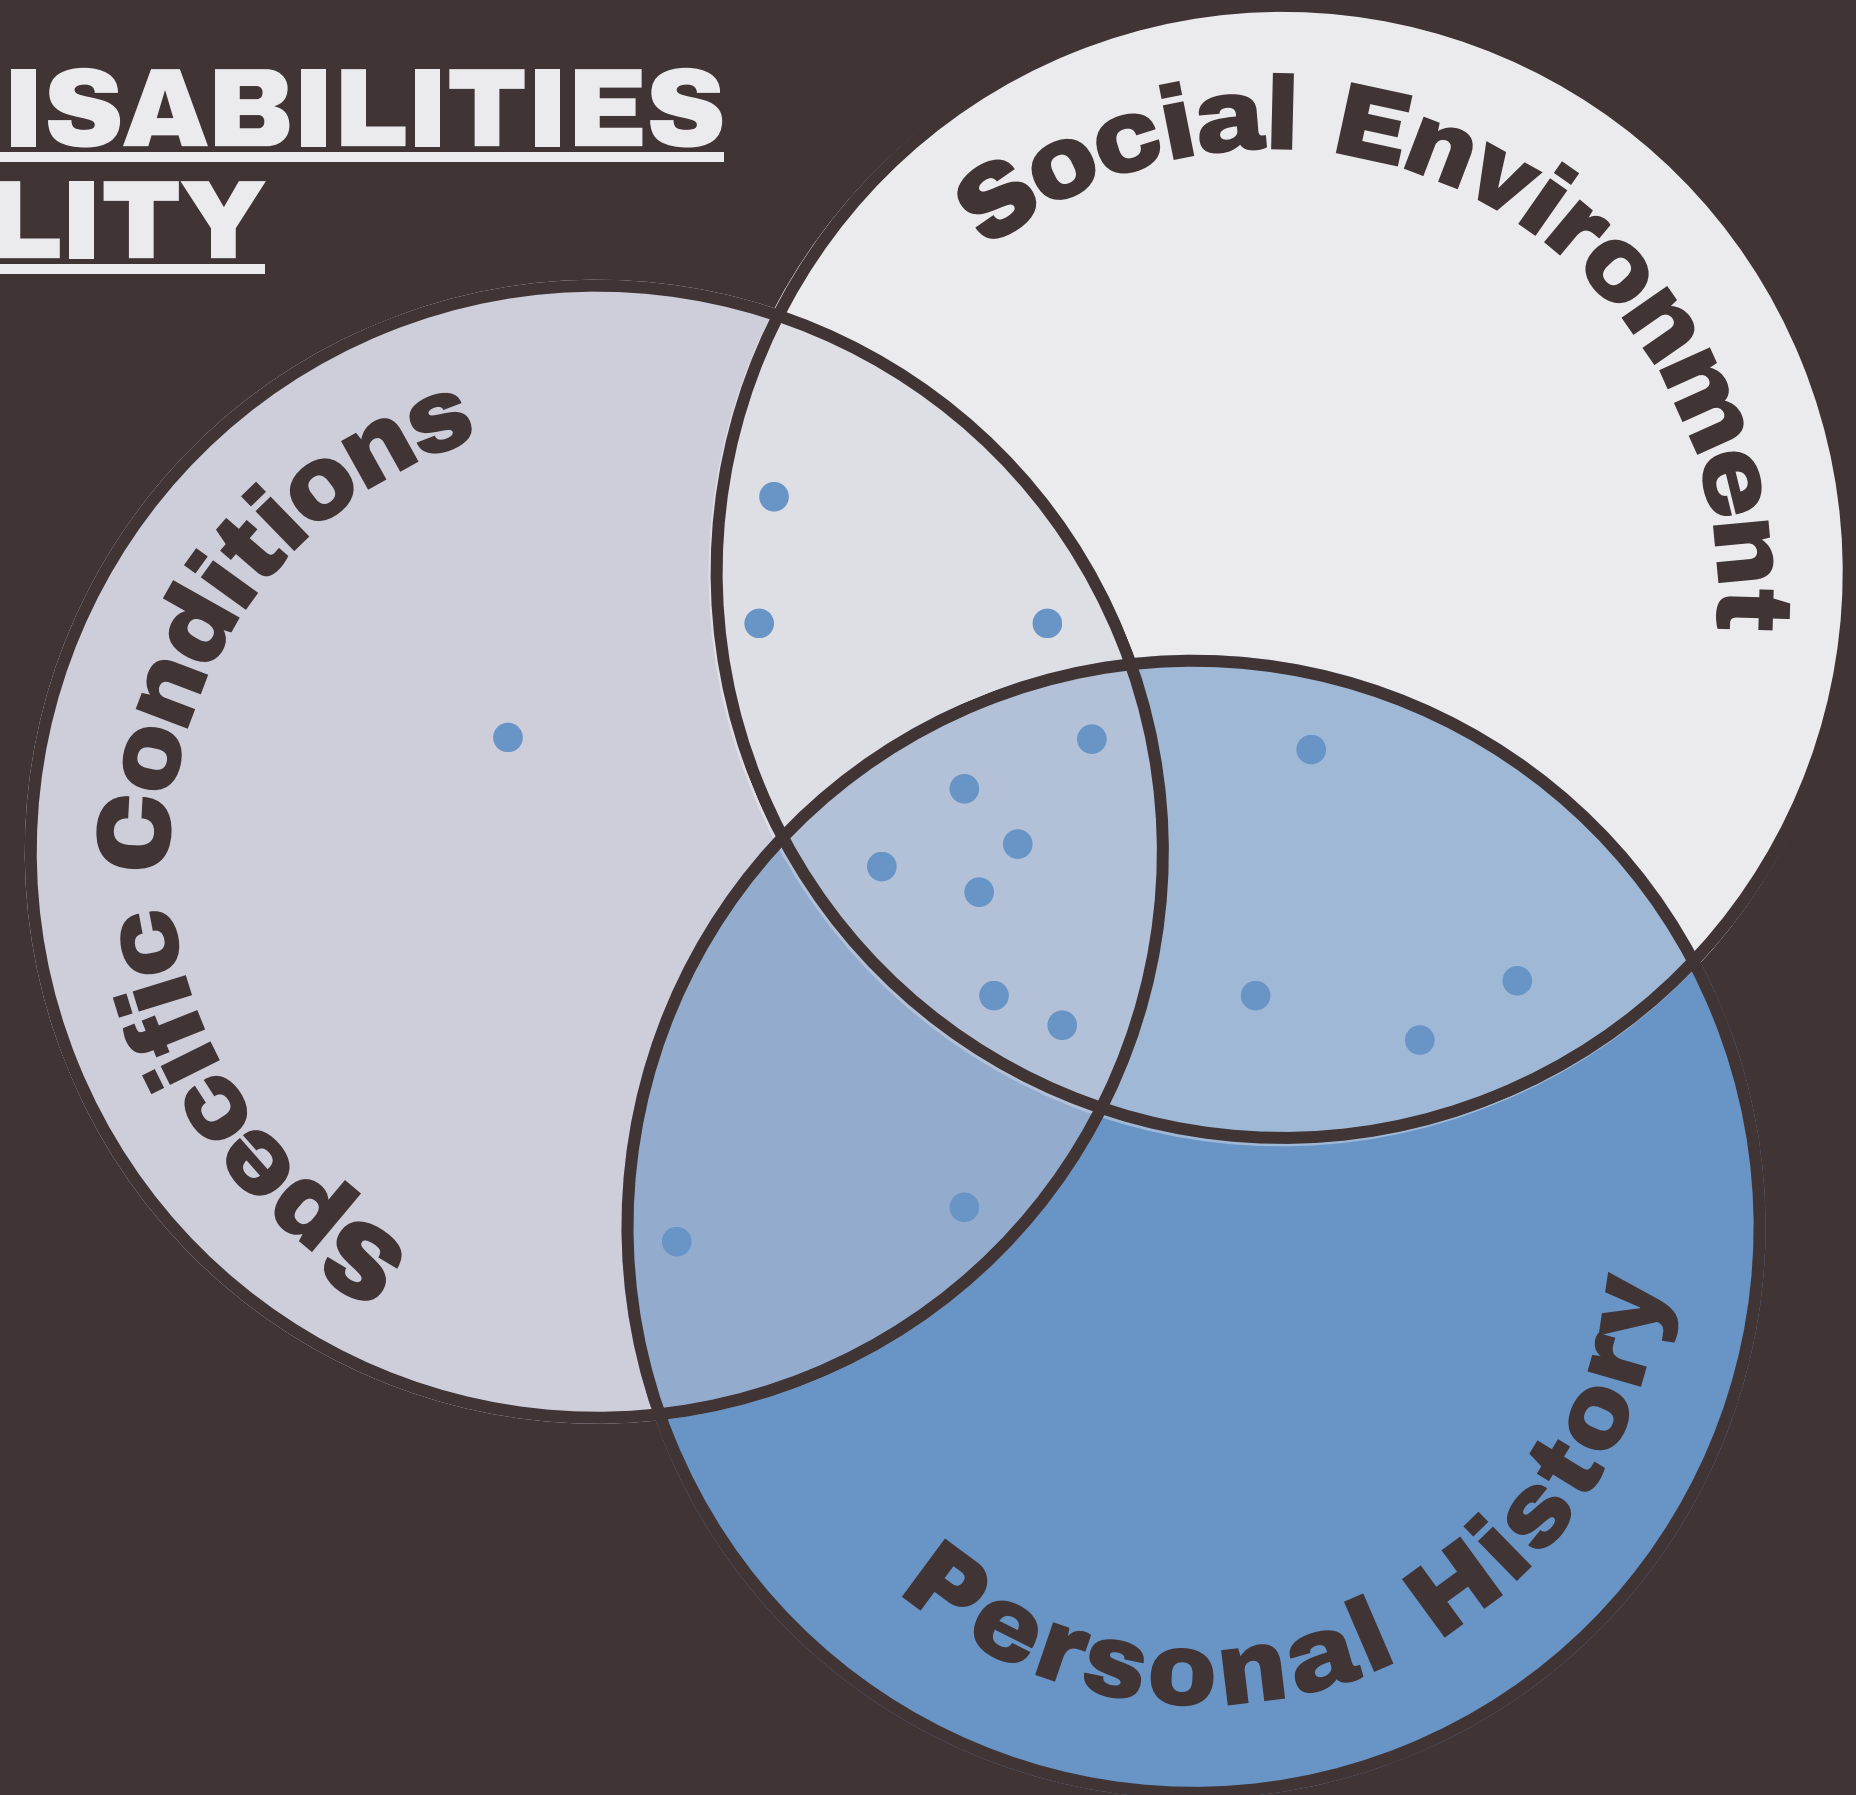 ISABILITIES
LITY
Social Environment
Specific Conditions
Personal History